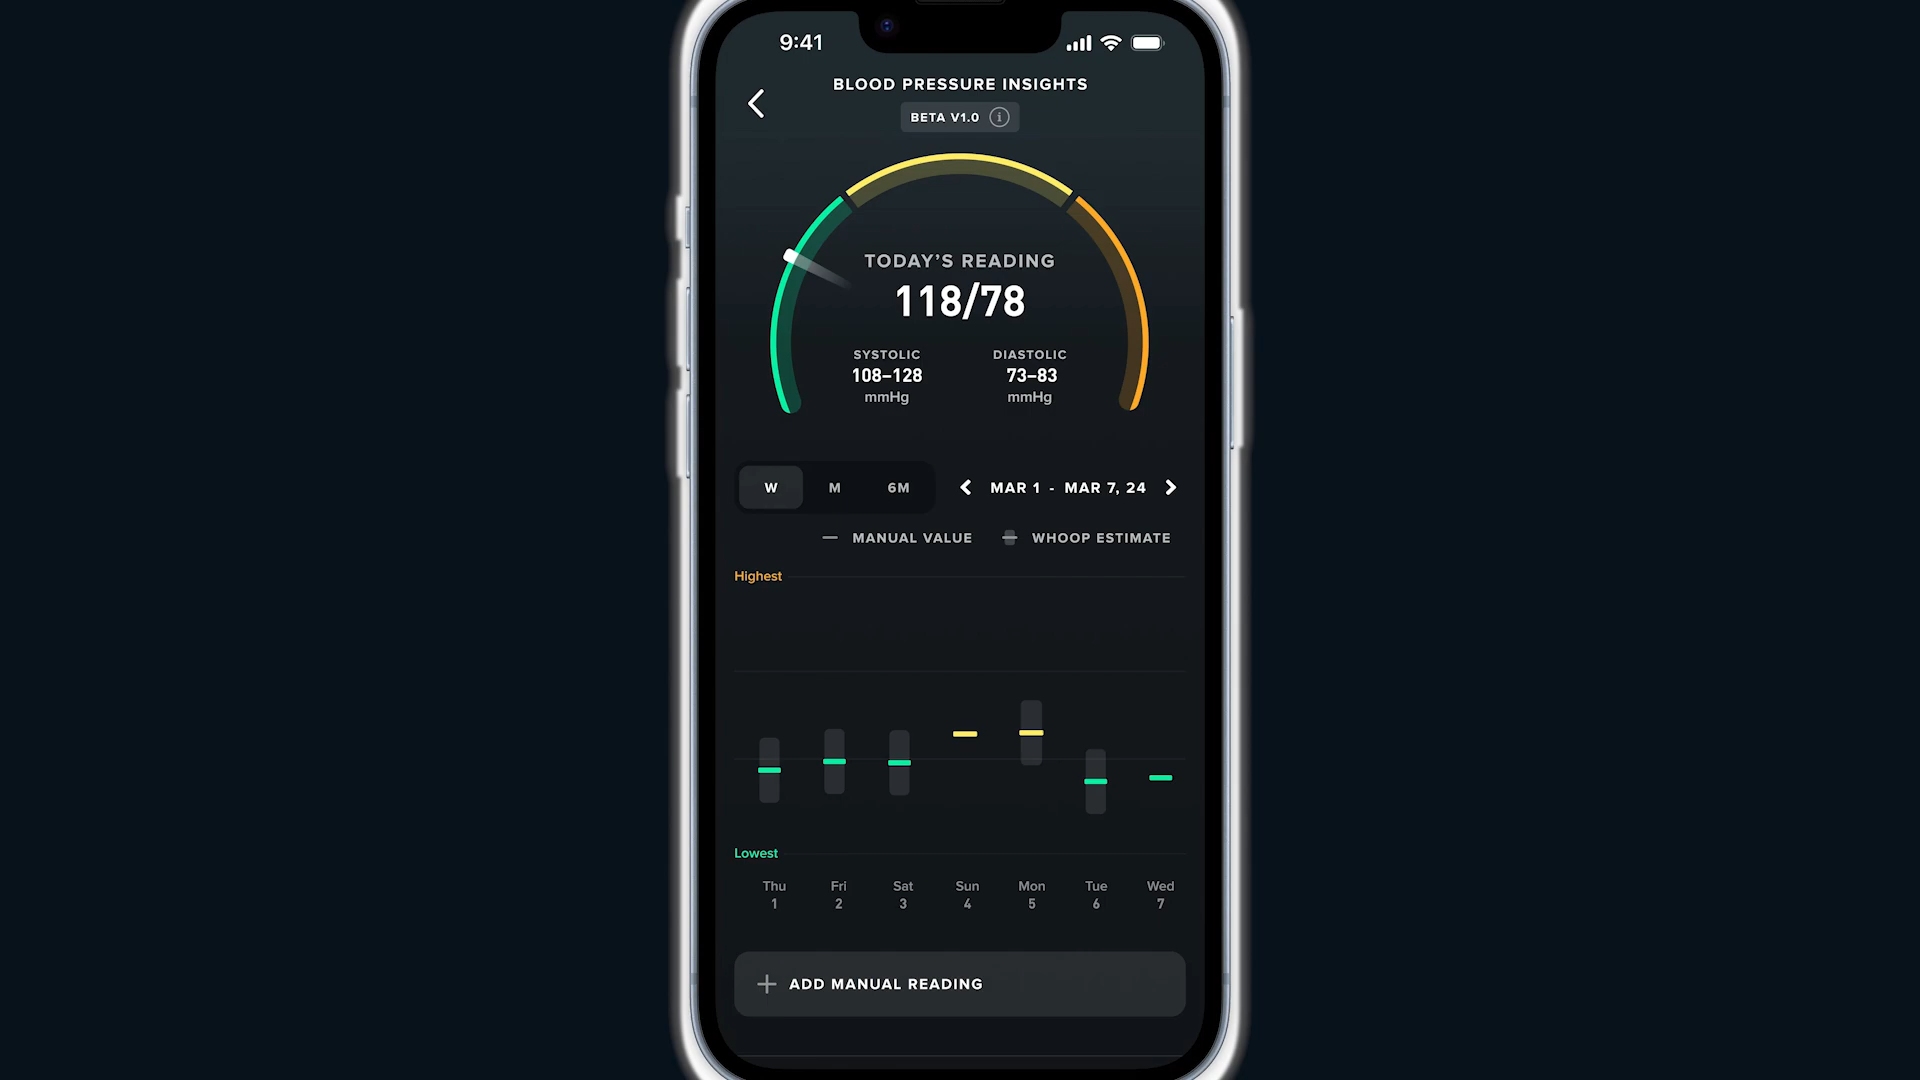 9:41
BLOOD PRESSURE INSIGHTS
BETA V1.0 i
TODAY'S READING
118/78
SYSTOLIC DIASTOLIC
108–128 73–83
mmHg mmHg
W M 6M MAR 1 - MAR 7, 24
MANUAL VALUE WHOOP ESTIMATE
Highest
Lowest
Thu Fri Sat Sun Mon Tue Wed
1 2 3 4 5 6 7
+ ADD MANUAL READING